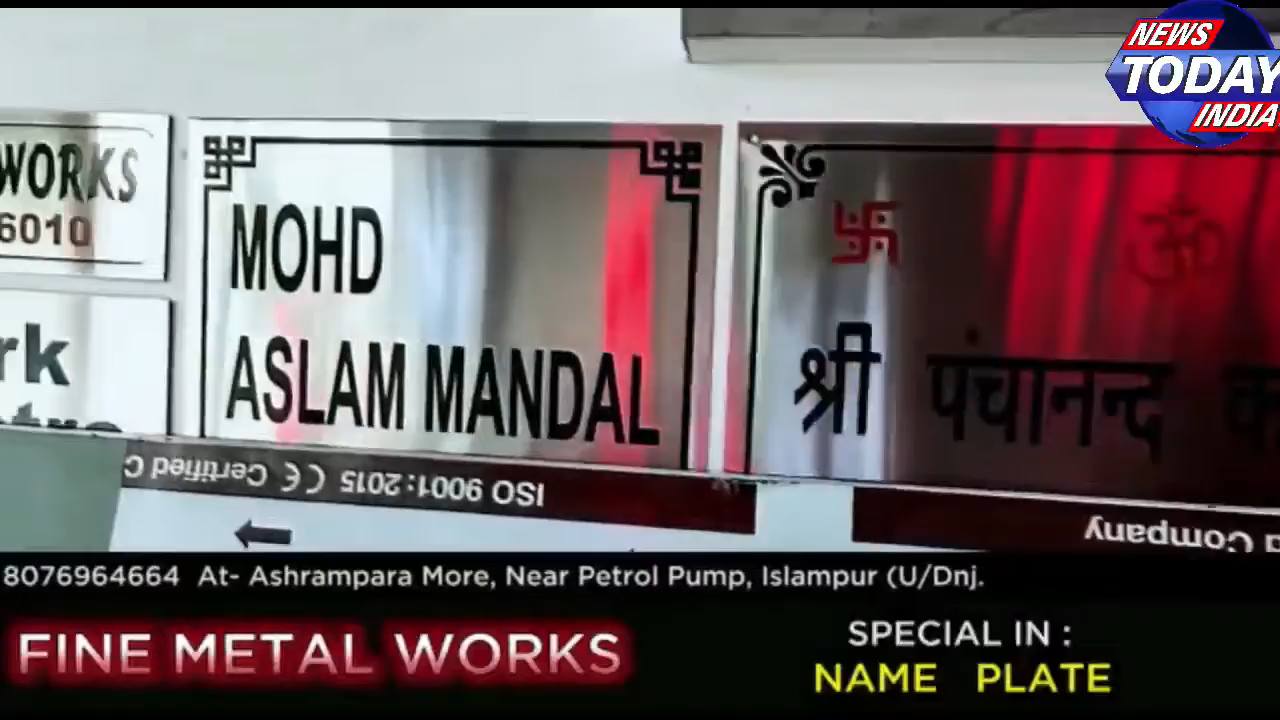 NEWS
TODAY
INDIA
WORKS
6010
MOHD
ASLAM MANDAL
rk
ॐ
श्री पंचानन्द
ISO 9001:2015 CE Certified C
Company
8076964664 At- Ashrampara More, Near Petrol Pump, Islampur (U/Dnj.
FINE METAL WORKS
SPECIAL IN :
NAME PLATE